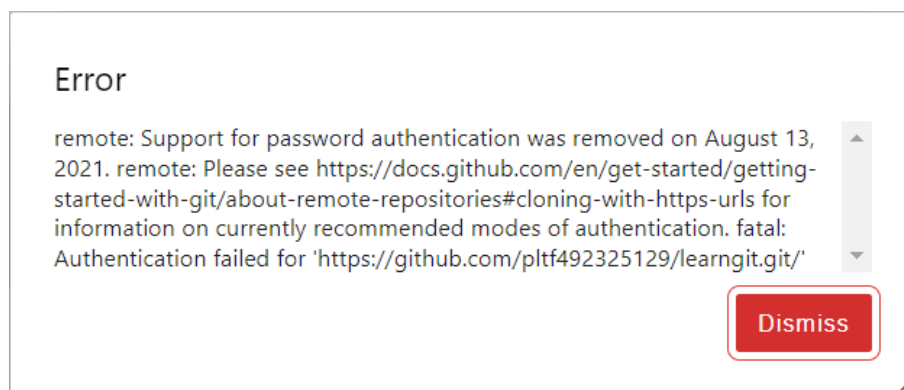 Error
remote: Support for password authentication was removed on August 13,
2021. remote: Please see https://docs.github.com/en/get-started/getting-
started-with-git/about-remote-repositories#cloning-with-https-urls for
information on currently recommended modes of authentication. fatal:
Authentication failed for 'https://github.com/pltf492325129/learngit.git/'
Dismiss